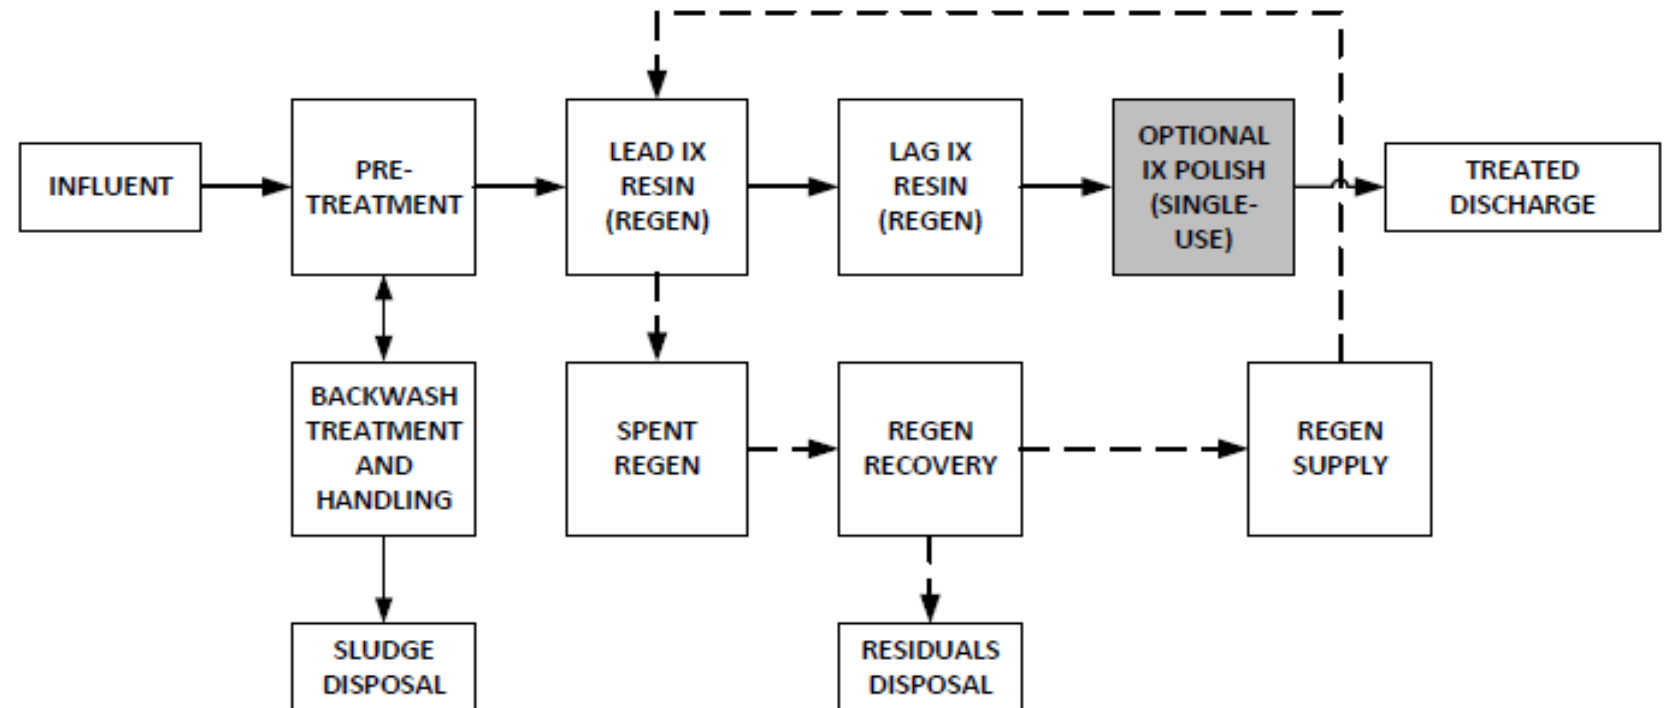 INFLUENT
PRE-
TREATMENT
LEAD IX
RESIN
(REGEN)
LAG IX
RESIN
(REGEN)
OPTIONAL
IX POLISH
(SINGLE-
USE)
TREATED
DISCHARGE
BACKWASH
TREATMENT
AND
HANDLING
SPENT
REGEN
REGEN
RECOVERY
REGEN
SUPPLY
SLUDGE
DISPOSAL
RESIDUALS
DISPOSAL